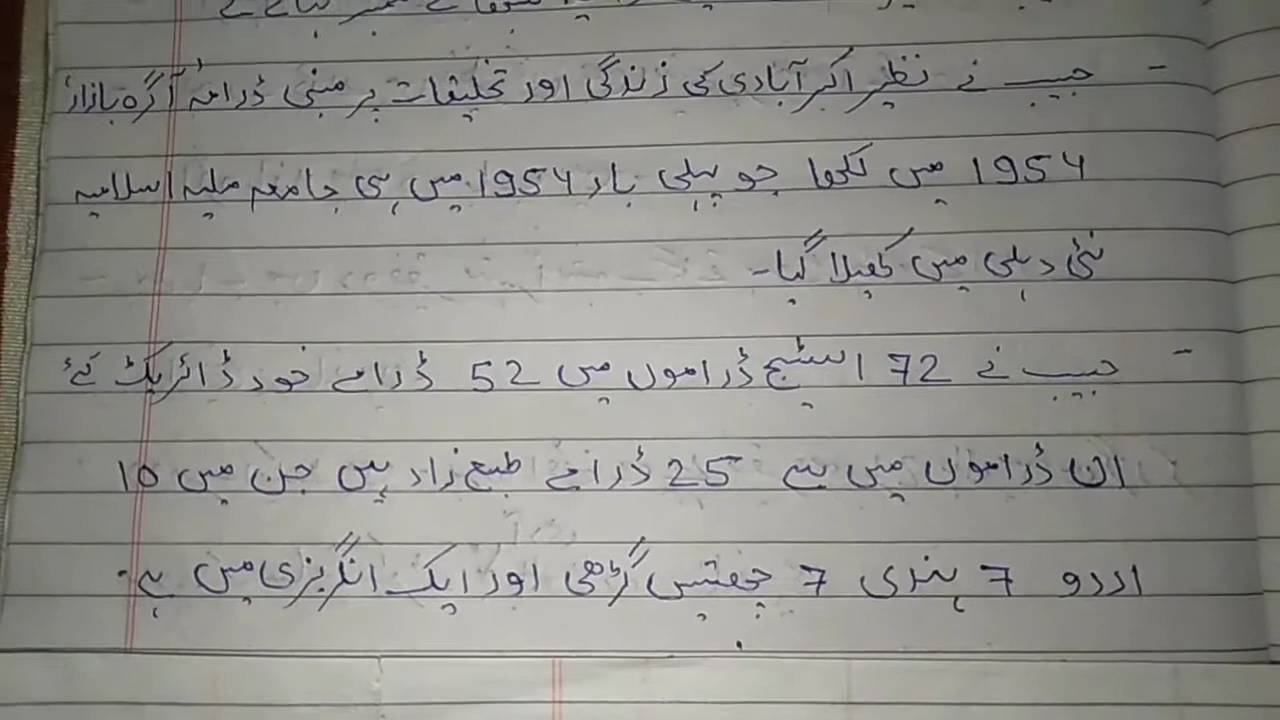 - حبیب نے نظیر اکبر آبادی کی زندگی اور تخلیقات پر مبنی ڈرامہ 'آگرہ بازار'
1954 میں لکھا جو پہلی بار 1954 میں ہی جامعہ ملیہ اسلامیہ
نئی دہلی میں کھیلا گیا۔
- حبیب نے 72 اسٹیج ڈراموں میں 52 ڈرامے خود ڈائریکٹ کئے
ان ڈراموں میں سے 25 ڈرامے طبع زاد ہیں جن میں 10
اردو 7 ہندی 7 چھتیس گڑھی اور ایک انگریزی میں ہے۔